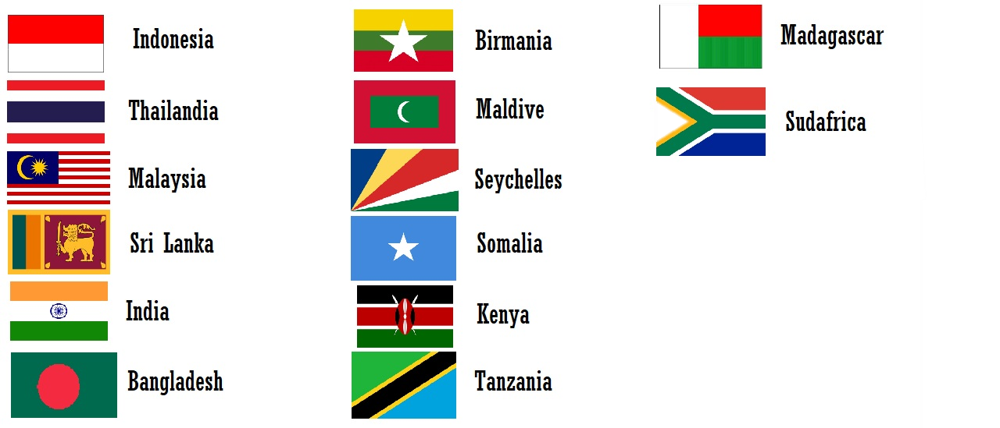 Indonesia
Thailandia
Malaysia
Sri Lanka
India
Bangladesh
Birmania
Maldive
Seychelles
Somalia
Kenya
Tanzania
Madagascar
Sudafrica